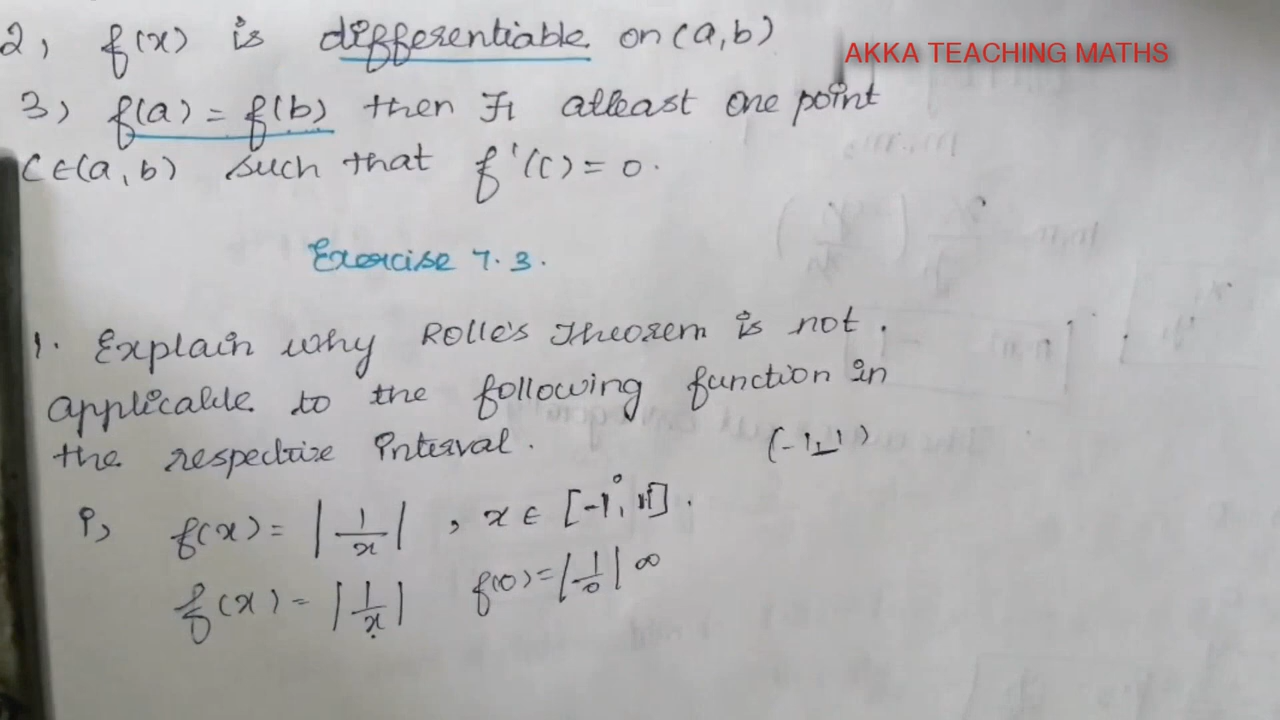 2, f(x) is differentiable on (a,b)
AKKA TEACHING MATHS
3) f(a) = f(b) then ∃ atleast one point
C∈(a,b) such that f'(c) = 0.
Exercise 7.3.
1. Explain why Rolle's Theorem is not
applicable to the following function in
the respective interval.
(-1,1)
i, f(x) = |1/x|, x ∈ [-1, 1].
f(x) = |1/x| f(0) = |1/0| ∞